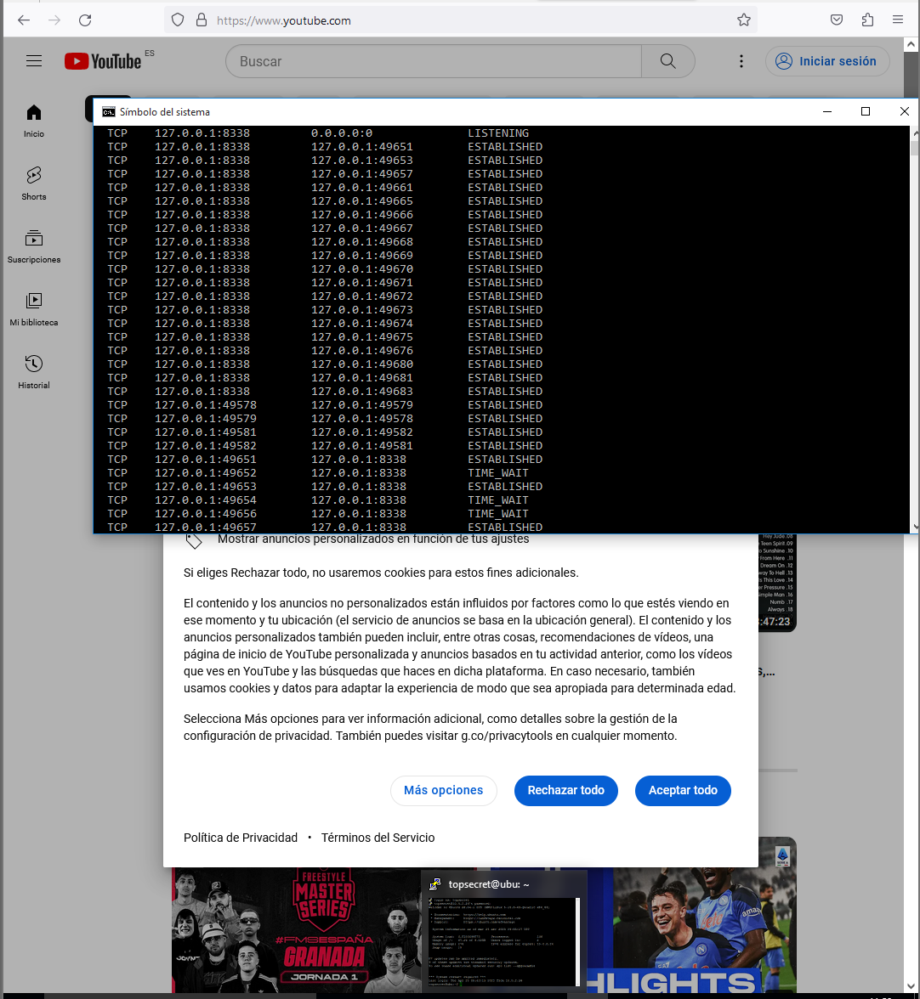 https://www.youtube.com
YouTube ES
Buscar
Iniciar sesión
Inicio
Shorts
Suscripciones
Mi biblioteca
Historial
Símbolo del sistema
TCP 127.0.0.1:8338 0.0.0.0:0 LISTENING
TCP 127.0.0.1:8338 127.0.0.1:49651 ESTABLISHED
TCP 127.0.0.1:8338 127.0.0.1:49653 ESTABLISHED
TCP 127.0.0.1:8338 127.0.0.1:49657 ESTABLISHED
TCP 127.0.0.1:8338 127.0.0.1:49661 ESTABLISHED
TCP 127.0.0.1:8338 127.0.0.1:49665 ESTABLISHED
TCP 127.0.0.1:8338 127.0.0.1:49666 ESTABLISHED
TCP 127.0.0.1:8338 127.0.0.1:49667 ESTABLISHED
TCP 127.0.0.1:8338 127.0.0.1:49668 ESTABLISHED
TCP 127.0.0.1:8338 127.0.0.1:49669 ESTABLISHED
TCP 127.0.0.1:8338 127.0.0.1:49670 ESTABLISHED
TCP 127.0.0.1:8338 127.0.0.1:49671 ESTABLISHED
TCP 127.0.0.1:8338 127.0.0.1:49672 ESTABLISHED
TCP 127.0.0.1:8338 127.0.0.1:49673 ESTABLISHED
TCP 127.0.0.1:8338 127.0.0.1:49674 ESTABLISHED
TCP 127.0.0.1:8338 127.0.0.1:49675 ESTABLISHED
TCP 127.0.0.1:8338 127.0.0.1:49676 ESTABLISHED
TCP 127.0.0.1:8338 127.0.0.1:49680 ESTABLISHED
TCP 127.0.0.1:8338 127.0.0.1:49681 ESTABLISHED
TCP 127.0.0.1:8338 127.0.0.1:49683 ESTABLISHED
TCP 127.0.0.1:49578 127.0.0.1:49579 ESTABLISHED
TCP 127.0.0.1:49579 127.0.0.1:49578 ESTABLISHED
TCP 127.0.0.1:49581 127.0.0.1:49582 ESTABLISHED
TCP 127.0.0.1:49582 127.0.0.1:49581 ESTABLISHED
TCP 127.0.0.1:49651 127.0.0.1:8338 ESTABLISHED
TCP 127.0.0.1:49652 127.0.0.1:8338 TIME_WAIT
TCP 127.0.0.1:49653 127.0.0.1:8338 ESTABLISHED
TCP 127.0.0.1:49654 127.0.0.1:8338 TIME_WAIT
TCP 127.0.0.1:49656 127.0.0.1:8338 TIME_WAIT
TCP 127.0.0.1:49657 127.0.0.1:8338 ESTABLISHED
Mostrar anuncios personalizados en función de tus ajustes
Hey Jude .08
Teen Spirit .09
Sunshine .10
From Here .11
Dream On .12
way To Hell .13
Is This Love .14
er Pressure .15
imple Man .16
Numb .17
Always .18
:47:23
s,...
Si eliges Rechazar todo, no usaremos cookies para estos fines adicionales.
El contenido y los anuncios no personalizados están influidos por factores como lo que estés viendo en
ese momento y tu ubicación (el servicio de anuncios se basa en la ubicación general). El contenido y los
anuncios personalizados también pueden incluir, entre otras cosas, recomendaciones de vídeos, una
página de inicio de YouTube personalizada y anuncios basados en tu actividad anterior, como los vídeos
que ves en YouTube y las búsquedas que haces en dicha plataforma. En caso necesario, también
usamos cookies y datos para adaptar la experiencia de modo que sea apropiada para determinada edad.
Selecciona Más opciones para ver información adicional, como detalles sobre la gestión de la
configuración de privacidad. También puedes visitar g.co/privacytools en cualquier momento.
Más opciones
Rechazar todo
Aceptar todo
Política de Privacidad • Términos del Servicio
FREESTYLE
MASTER
SERIES
#FMSESPAÑA
GRANADA
JORNADA 1
topsecret@ubu: ~
HLIGHTS